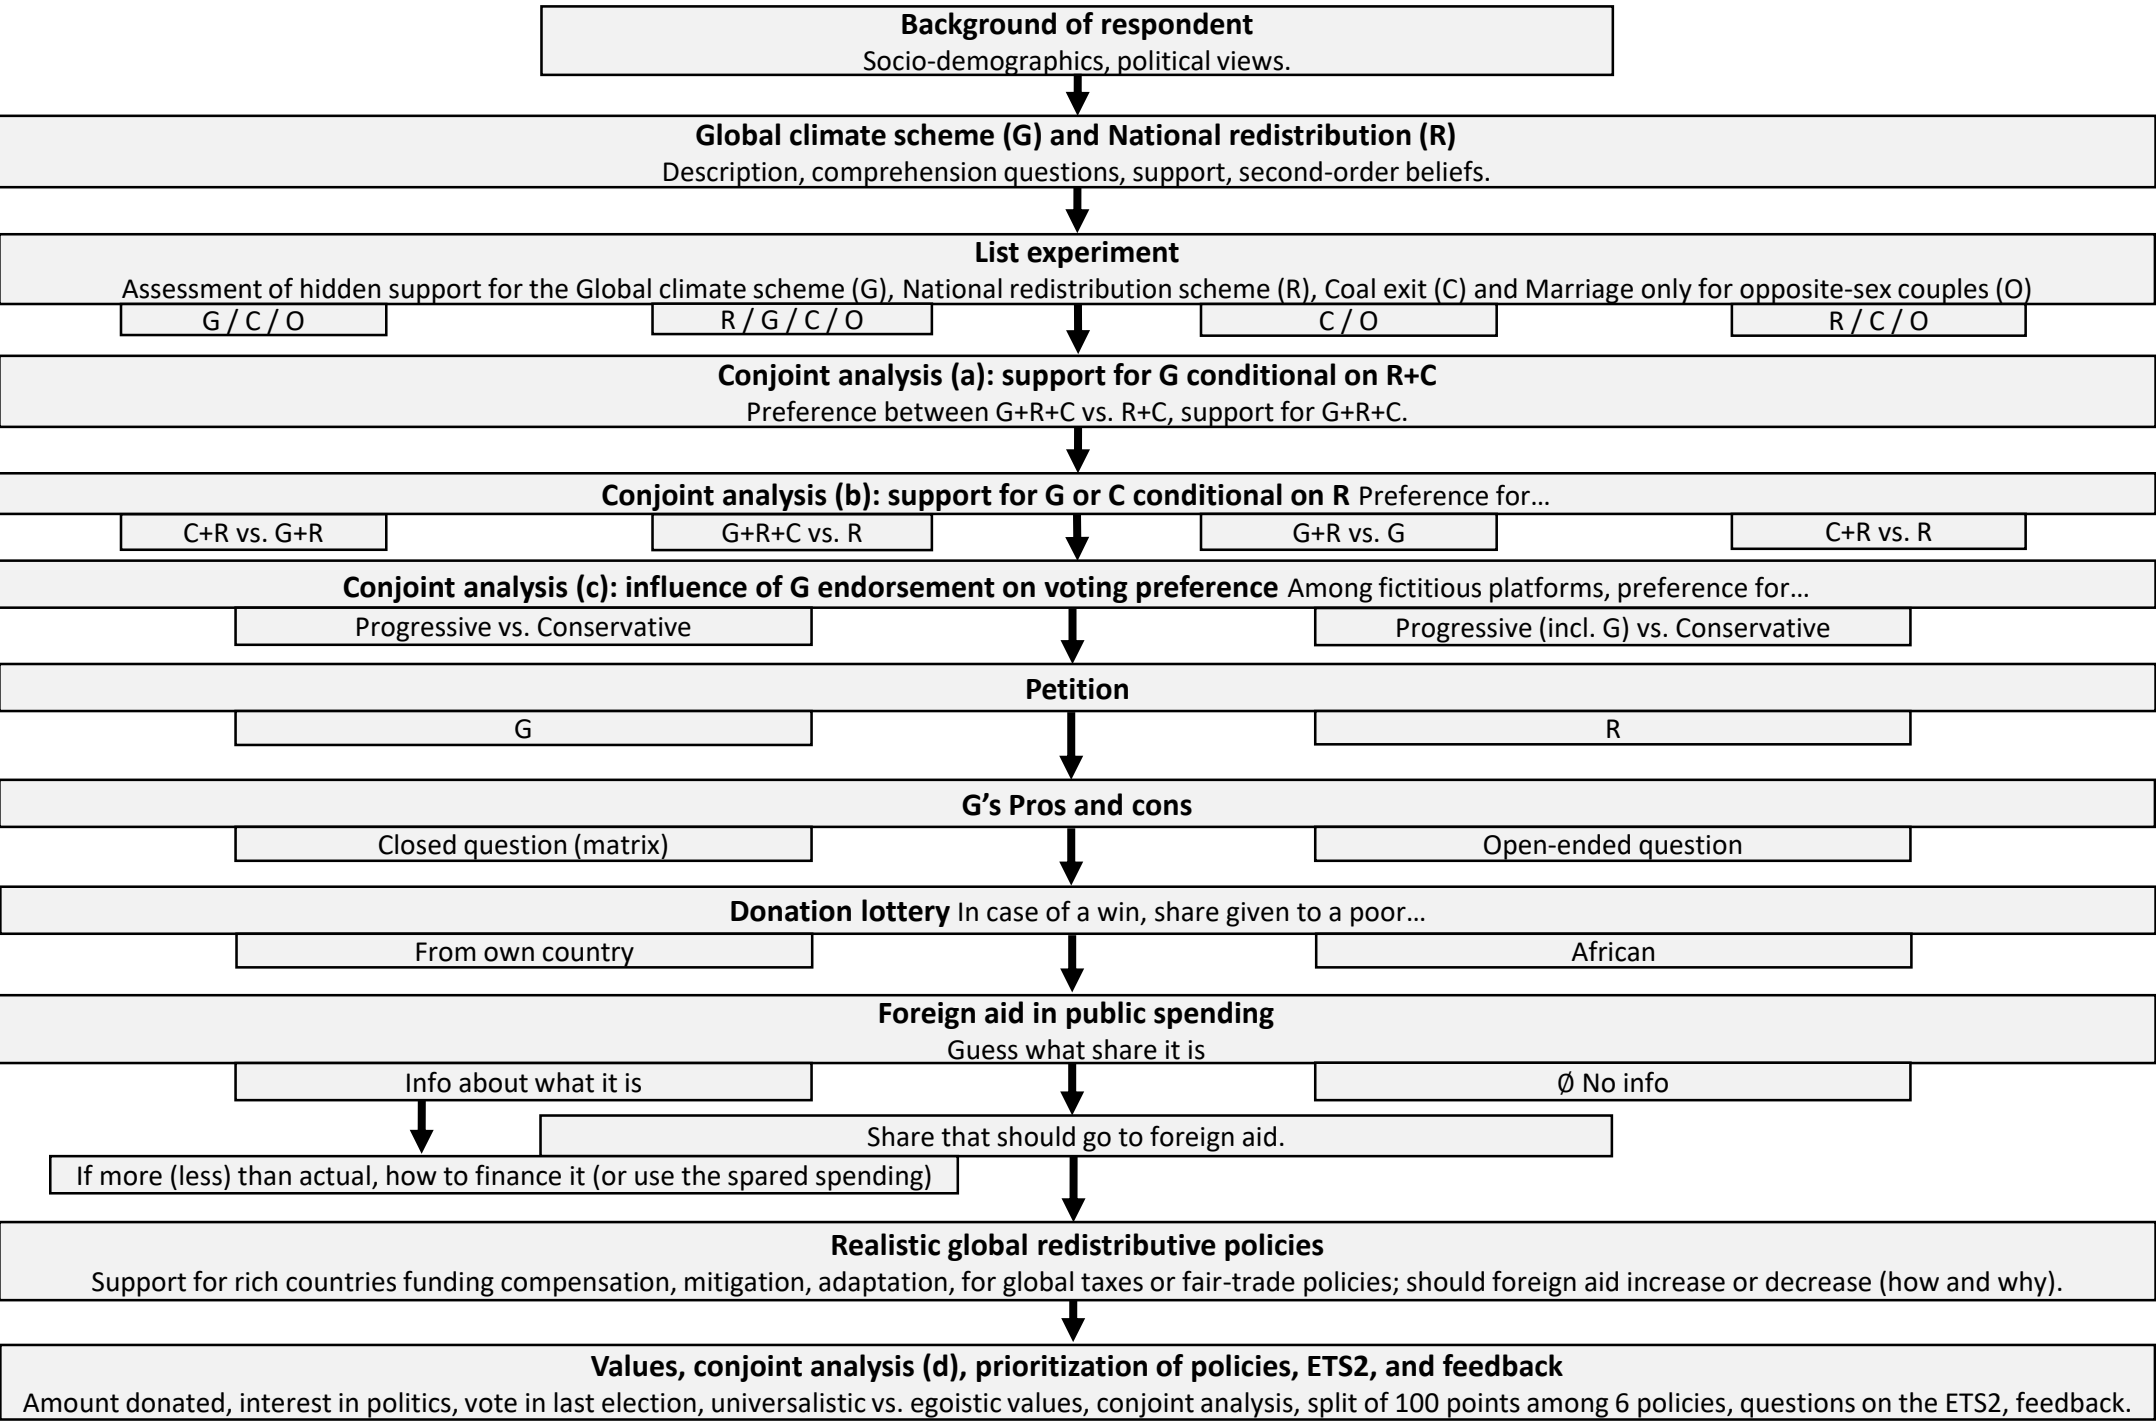 Background of respondent
Socio-demographics, political views.
Global climate scheme (G) and National redistribution (R)
Description, comprehension questions, support, second-order beliefs.
List experiment
Assessment of hidden support for the Global climate scheme (G), National redistribution scheme (R), Coal exit (C) and Marriage only for opposite-sex couples (O)
G / C / O
R / G / C / O
C / O
R / C / O
Conjoint analysis (a): support for G conditional on R+C
Preference between G+R+C vs. R+C, support for G+R+C.
Conjoint analysis (b): support for G or C conditional on R Preference for…
C+R vs. G+R
G+R+C vs. R
G+R vs. G
C+R vs. R
Conjoint analysis (c): influence of G endorsement on voting preference Among fictitious platforms, preference for…
Progressive vs. Conservative
Progressive (incl. G) vs. Conservative
Petition
G
R
G’s Pros and cons
Closed question (matrix)
Open-ended question
Donation lottery In case of a win, share given to a poor…
From own country
African
Foreign aid in public spending
Guess what share it is
Info about what it is
Ø No info
Share that should go to foreign aid.
If more (less) than actual, how to finance it (or use the spared spending)
Realistic global redistributive policies
Support for rich countries funding compensation, mitigation, adaptation, for global taxes or fair-trade policies; should foreign aid increase or decrease (how and why).
Values, conjoint analysis (d), prioritization of policies, ETS2, and feedback
Amount donated, interest in politics, vote in last election, universalistic vs. egoistic values, conjoint analysis, split of 100 points among 6 policies, questions on the ETS2, feedback.